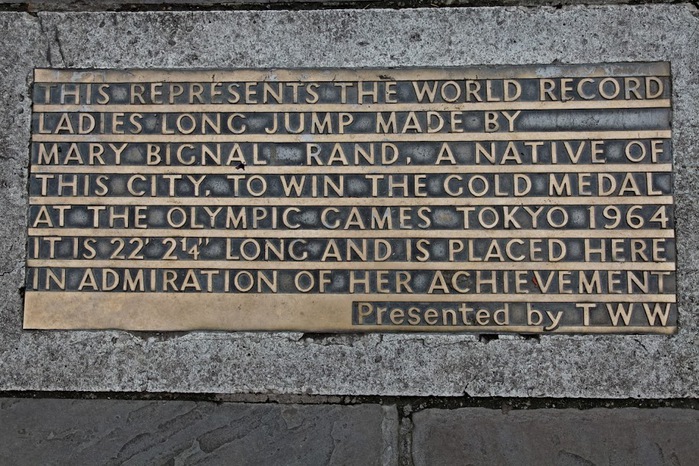 THIS REPRESENTS THE WORLD RECORD
LADIES LONG JUMP MADE BY
MARY BIGNAL RAND, A NATIVE OF
THIS CITY, TO WIN THE GOLD MEDAL
AT THE OLYMPIC GAMES TOKYO 1964
IT IS 22' 2¼" LONG AND IS PLACED HERE
IN ADMIRATION OF HER ACHIEVEMENT
Presented by TWW